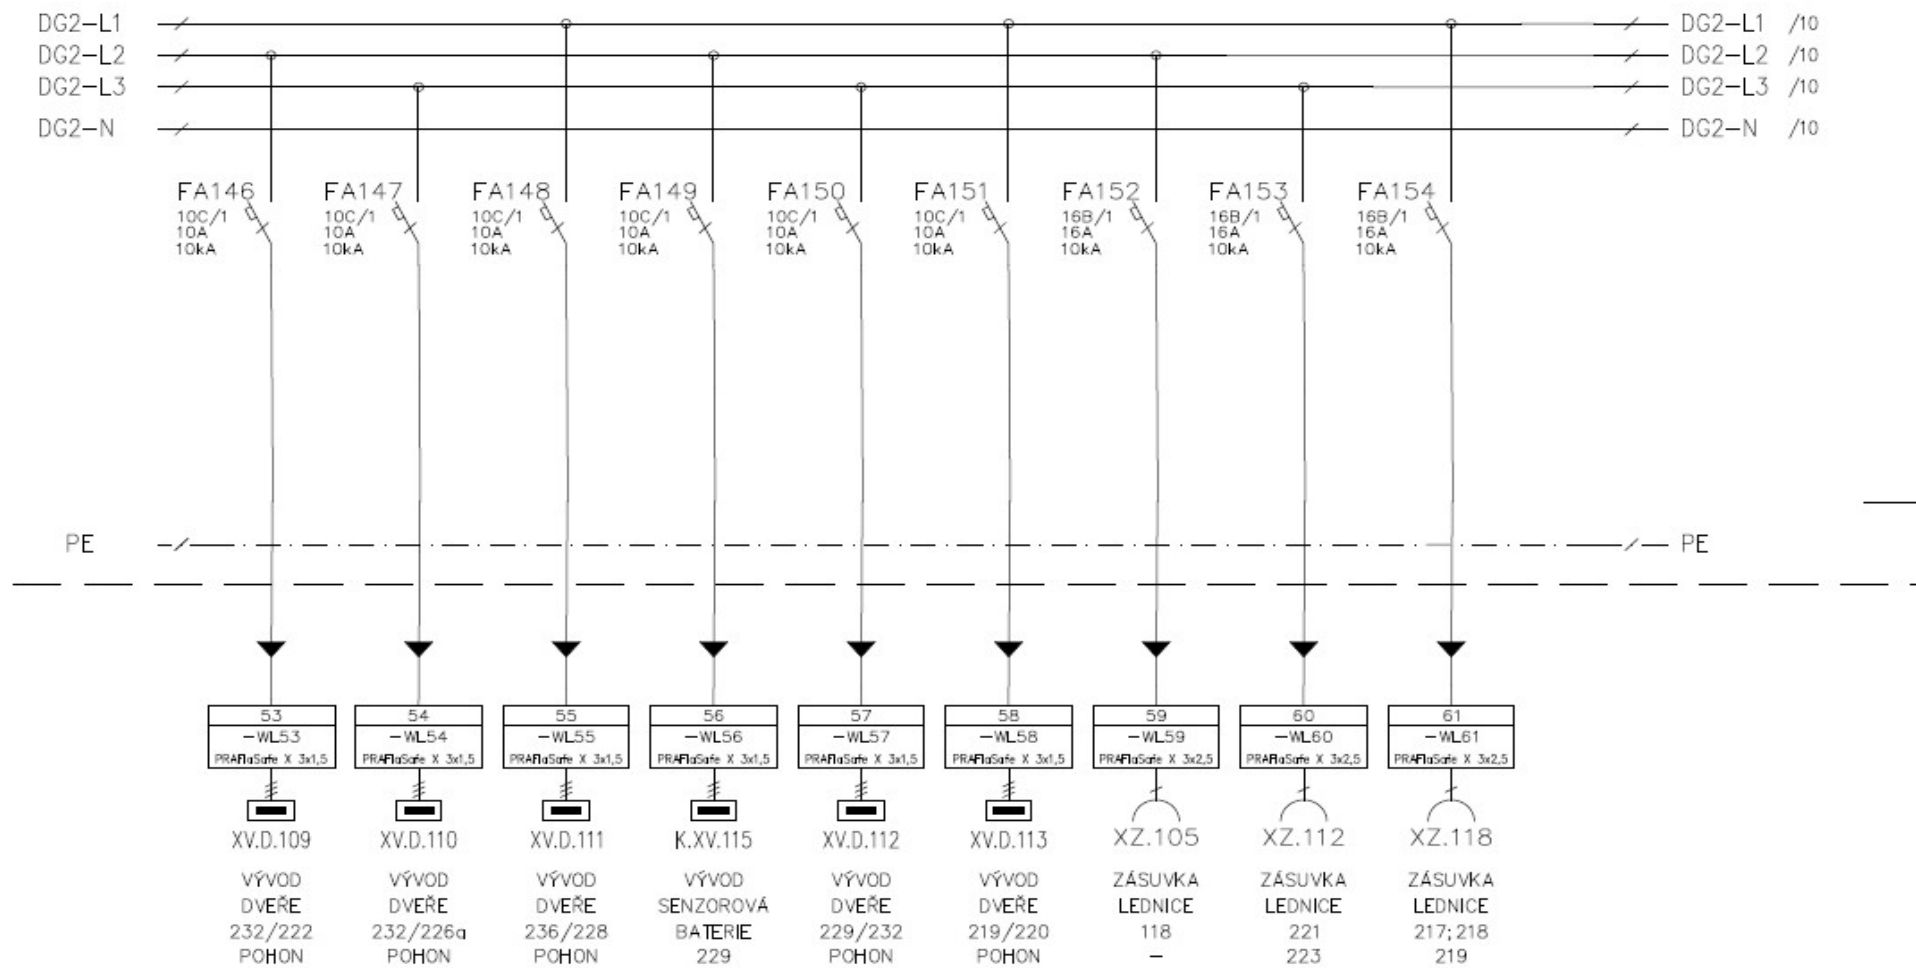 DG2-L1 DG2-L1 /10
DG2-L2 DG2-L2 /10
DG2-L3 DG2-L3 /10
DG2-N DG2-N /10
FA146 FA147 FA148 FA149 FA150 FA151 FA152 FA153 FA154
10C/1 10C/1 10C/1 10C/1 10C/1 10C/1 16B/1 16B/1 16B/1
10A 10A 10A 10A 10A 10A 16A 16A 16A
10kA 10kA 10kA 10kA 10kA 10kA 10kA 10kA 10kA
PE PE
53 54 55 56 57 58 59 60 61
-WL53 -WL54 -WL55 -WL56 -WL57 -WL58 -WL59 -WL60 -WL61
PRAFlaSafe X 3x1,5 PRAFlaSafe X 3x1,5 PRAFlaSafe X 3x1,5 PRAFlaSafe X 3x1,5 PRAFlaSafe X 3x1,5 PRAFlaSafe X 3x1,5 PRAFlaSafe X 3x2,5 PRAFlaSafe X 3x2,5 PRAFlaSafe X 3x2,5
XV.D.109 XV.D.110 XV.D.111 K.XV.115 XV.D.112 XV.D.113 XZ.105 XZ.112 XZ.118
VÝVOD VÝVOD VÝVOD VÝVOD VÝVOD VÝVOD ZÁSUVKA ZÁSUVKA ZÁSUVKA
DVEŘE DVEŘE DVEŘE SENZOROVÁ DVEŘE DVEŘE LEDNICE LEDNICE LEDNICE
232/222 232/226a 236/228 BATERIE 229/232 219/220 118 221 217;218
POHON POHON POHON 229 POHON POHON - 223 219